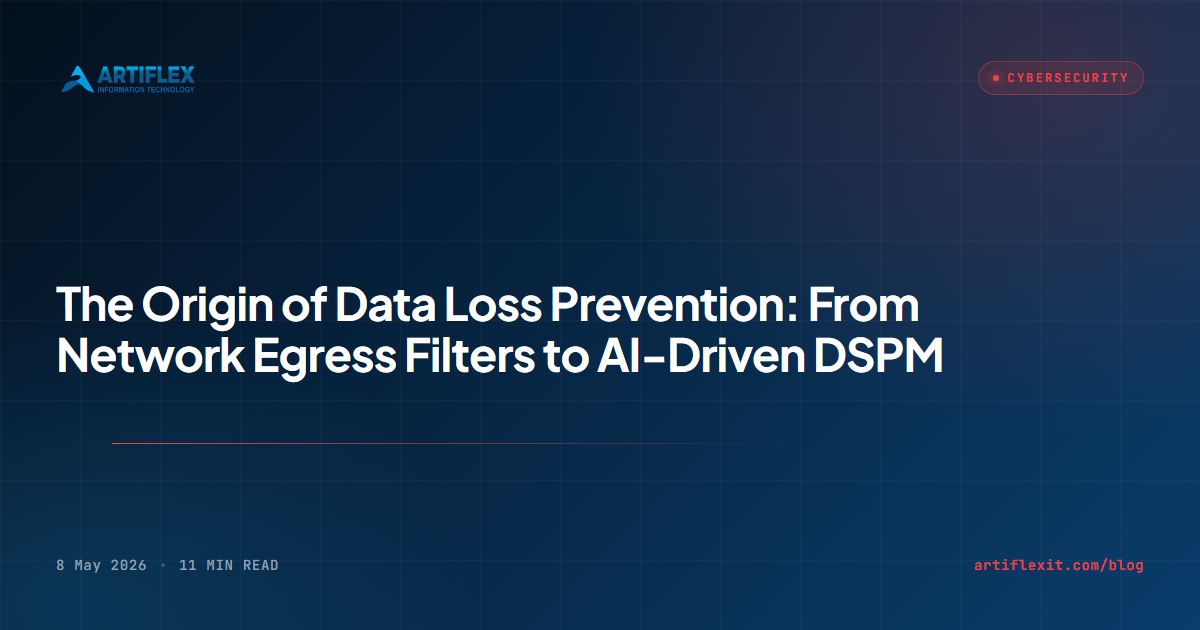 ARTIFLEX
INFORMATION TECHNOLOGY
CYBERSECURITY
The Origin of Data Loss Prevention: From
Network Egress Filters to AI-Driven DSPM
8 May 2026 • 11 MIN READ
artiflexit.com/blog